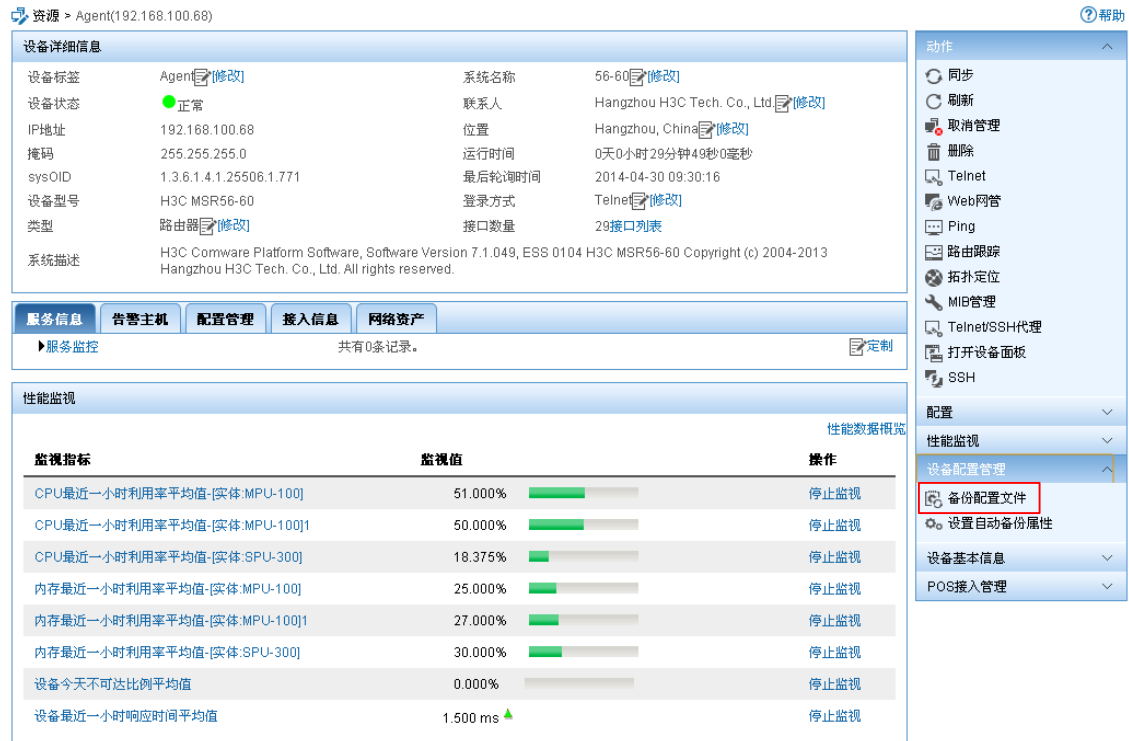 资源 > Agent(192.168.100.68)
帮助
设备详细信息
设备标签 Agent[修改] 系统名称 56-60[修改]
设备状态 正常 联系人 Hangzhou H3C Tech. Co., Ltd.[修改]
IP地址 192.168.100.68 位置 Hangzhou, China[修改]
掩码 255.255.255.0 运行时间 0天0小时29分钟49秒0毫秒
sysOID 1.3.6.1.4.1.25506.1.771 最后轮询时间 2014-04-30 09:30:16
设备型号 H3C MSR56-60 登录方式 Telnet[修改]
类型 路由器[修改] 接口数量 29接口列表
系统描述 H3C Comware Platform Software, Software Version 7.1.049, ESS 0104 H3C MSR56-60 Copyright (c) 2004-2013
Hangzhou H3C Tech. Co., Ltd. All rights reserved.
服务信息 告警主机 配置管理 接入信息 网络资产
服务监控 共有0条记录。 定制
性能监视
性能数据概览
监视指标 监视值 操作
CPU最近一小时利用率平均值-[实体:MPU-100] 51.000% 停止监视
CPU最近一小时利用率平均值-[实体:MPU-100]1 50.000% 停止监视
CPU最近一小时利用率平均值-[实体:SPU-300] 18.375% 停止监视
内存最近一小时利用率平均值-[实体:MPU-100] 25.000% 停止监视
内存最近一小时利用率平均值-[实体:MPU-100]1 27.000% 停止监视
内存最近一小时利用率平均值-[实体:SPU-300] 30.000% 停止监视
设备今天不可达比例平均值 0.000% 停止监视
设备最近一小时响应时间平均值 1.500 ms 停止监视
动作
同步
刷新
取消管理
删除
Telnet
Web网管
Ping
路由跟踪
拓扑定位
MIB管理
Telnet/SSH代理
打开设备面板
SSH
配置
性能监视
设备配置管理
备份配置文件
设置自动备份属性
设备基本信息
POS接入管理